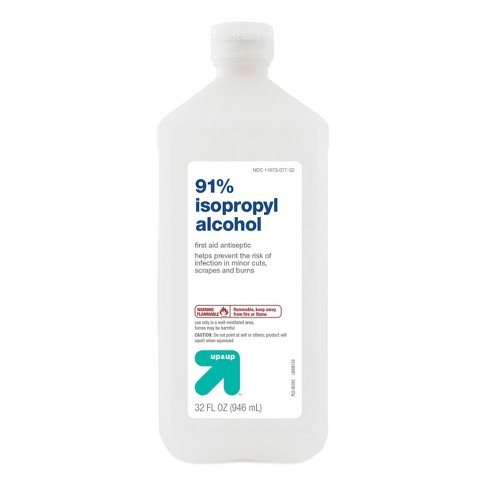 NDC 11673-077-32
91%
isopropyl
alcohol
first aid antiseptic
helps prevent the risk of
infection in minor cuts,
scrapes and burns
WARNING
FLAMMABLE
flammable, keep away
from fire or flame
use only in a well-ventilated area;
fumes may be harmful
CAUTION: Do not point at self or others; product will
squirt when squeezed
up&up
32 FL OZ (946 mL)